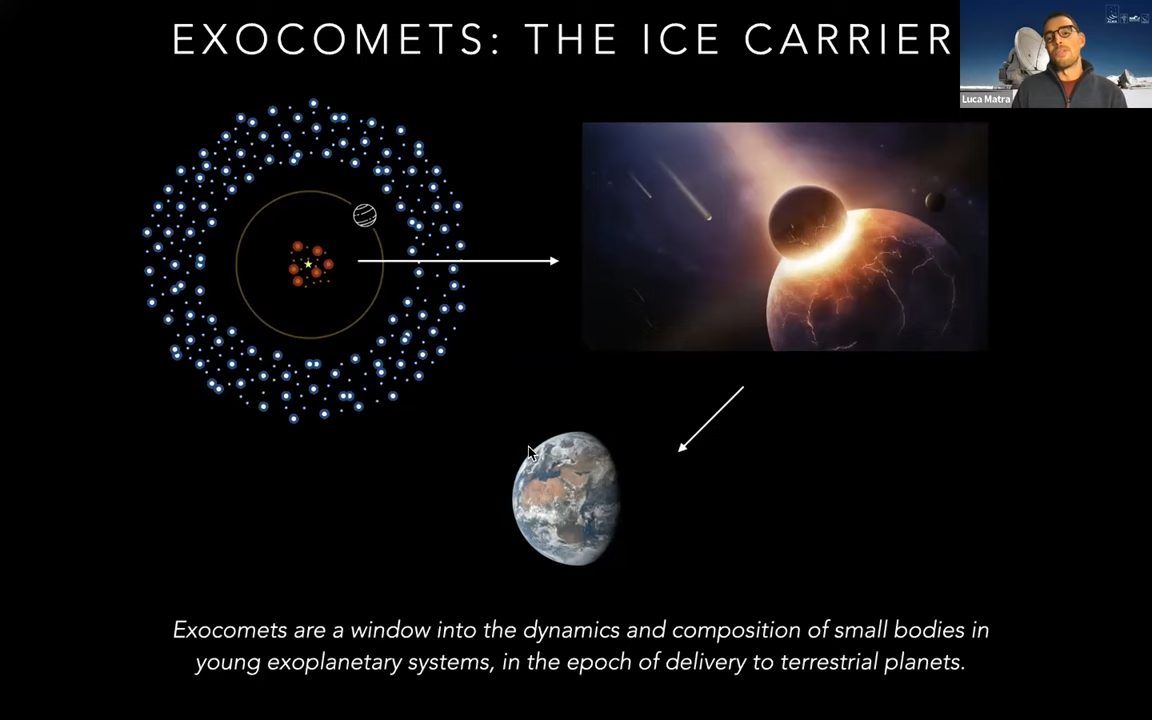 EXOCOMETS: THE ICE CARRIER
Luca Matra
Exocomets are a window into the dynamics and composition of small bodies in
young exoplanetary systems, in the epoch of delivery to terrestrial planets.